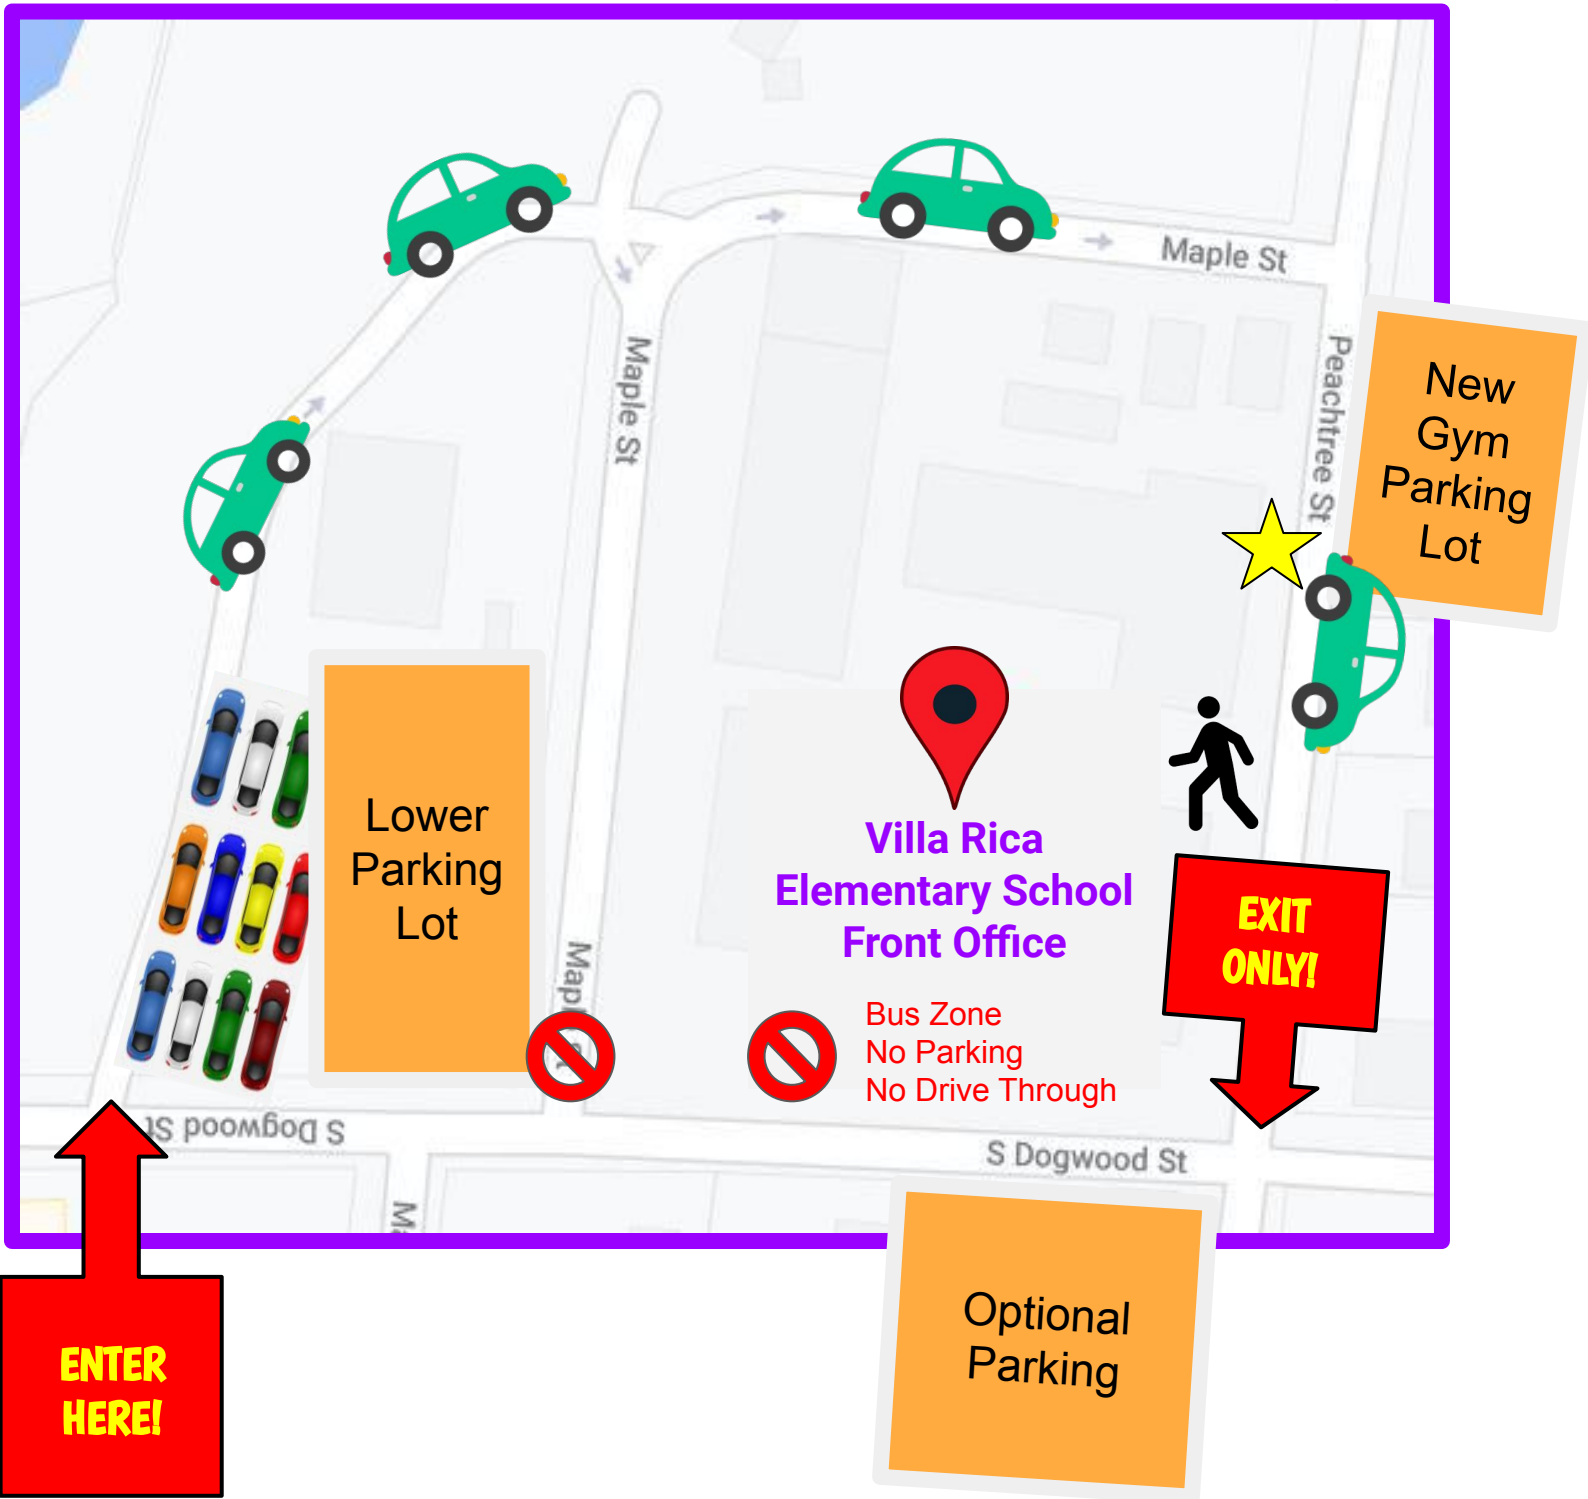 Maple St
Maple St
Peachtree St
New
Gym
Parking
Lot
Lower
Parking
Lot
Villa Rica
Elementary School
Front Office
EXIT
ONLY!
Bus Zone
No Parking
No Drive Through
S Dogwood St
S Dogwood St
Optional
Parking
ENTER
HERE!